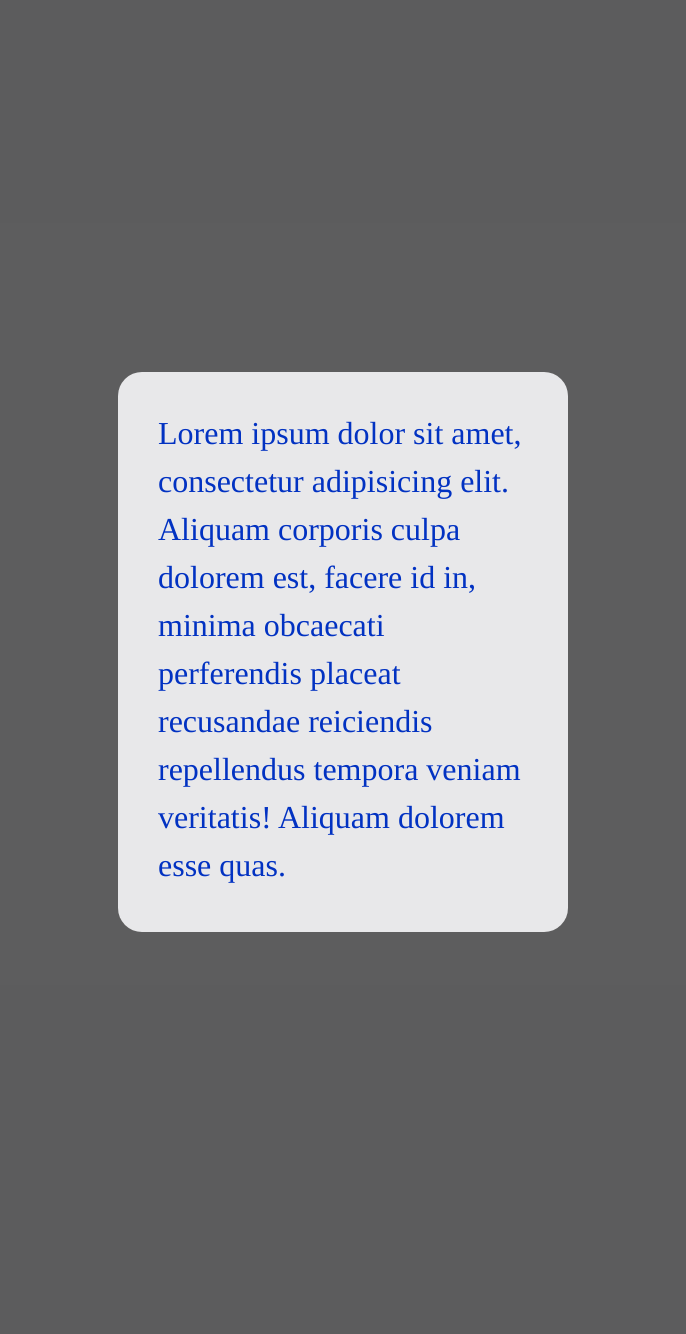 Lorem ipsum dolor sit amet,
consectetur adipisicing elit.
Aliquam corporis culpa
dolorem est, facere id in,
minima obcaecati
perferendis placeat
recusandae reiciendis
repellendus tempora veniam
veritatis! Aliquam dolorem
esse quas.